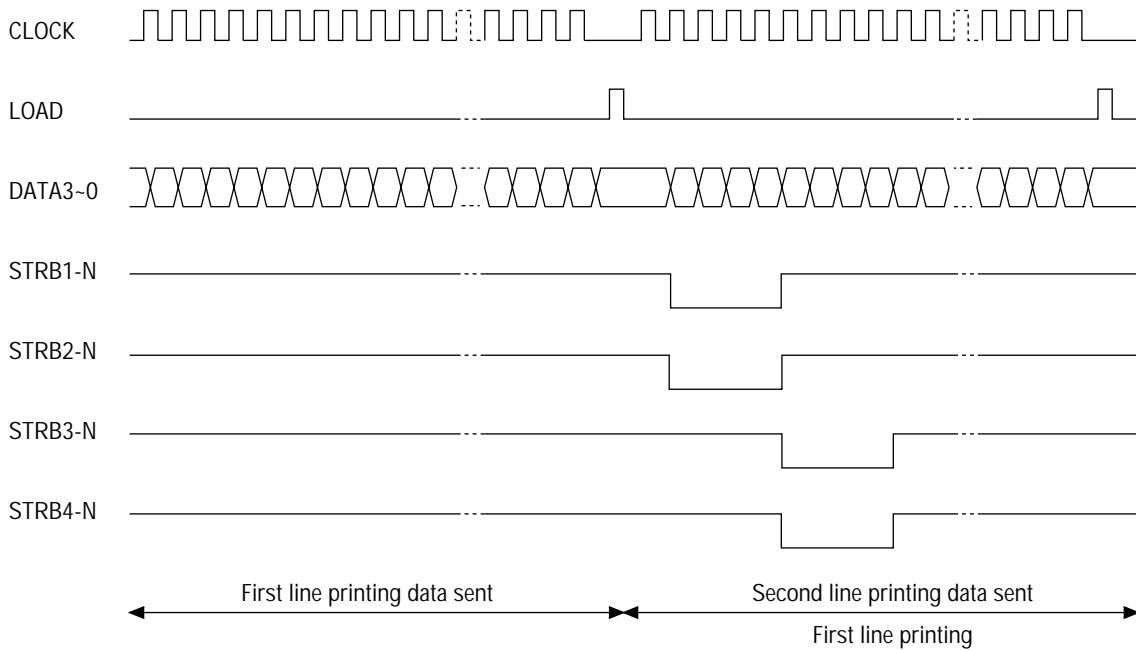 CLOCK
LOAD
DATA3~0
STRB1-N
STRB2-N
STRB3-N
STRB4-N
First line printing data sent
Second line printing data sent
First line printing